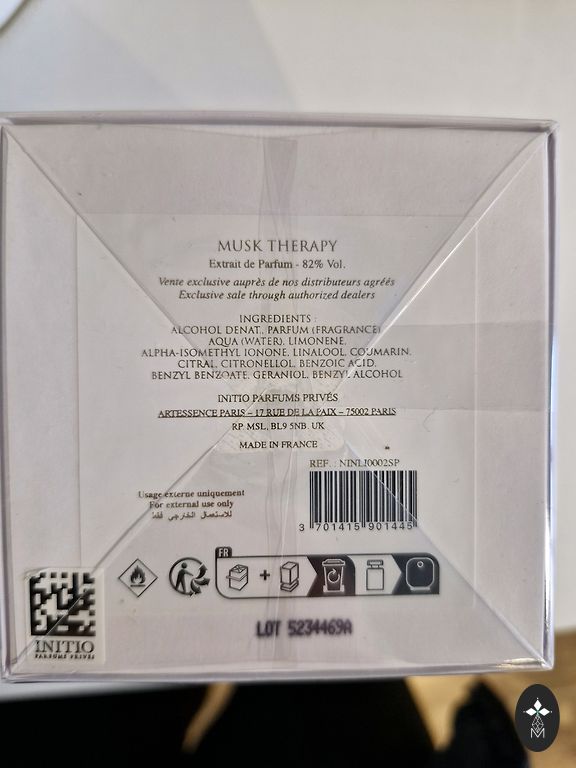 MUSK THERAPY
Extrait de Parfum - 82% Vol.
Vente exclusive auprès de nos distributeurs agréés
Exclusive sale through authorized dealers
INGREDIENTS :
ALCOHOL DENAT., PARFUM (FRAGRANCE)
AQUA (WATER), LIMONENE,
ALPHA-ISOMETHYL IONONE, LINALOOL, COUMARIN,
CITRAL, CITRONELLOL, BENZOIC ACID,
BENZYL BENZOATE, GERANIOL, BENZYL ALCOHOL
INITIO PARFUMS PRIVÉS
ARTESSENCE PARIS – 17 RUE DE LA PAIX – 75002 PARIS
RP MSL, BL9 5NB. UK
MADE IN FRANCE
REF. : NINLI0002SP
Usage externe uniquement
For external use only
للاستعمال الخارجي فقط
3 701415 901445
FR
+
LOT 5234469A
INITIO
PARFUMS PRIVÉS
M